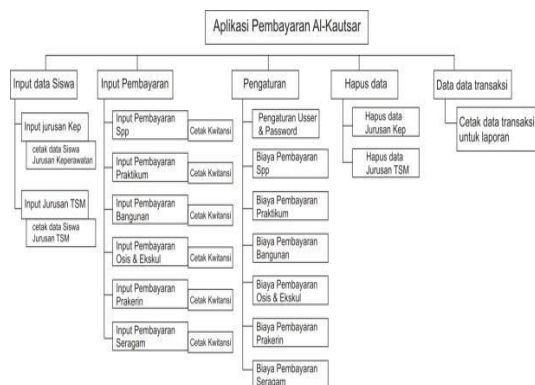 Aplikasi Pembayaran Al-Kautsar
Input data Siswa
Input jurusan Kep
cetak data Siswa
Jurusan Keperawatan
Input Jurusan TSM
cetak data Siswa
Jurusan TSM
Input Pembayaran
Input Pembayaran
Spp
Cetak Kwitansi
Input Pembayaran
Praktikum
Cetak Kwitansi
Input Pembayaran
Bangunan
Cetak Kwitansi
Input Pembayaran
Osis & Ekskul
Cetak Kwitansi
Input Pembayaran
Prakerin
Cetak Kwitansi
Input Pembayaran
Seragam
Cetak Kwitansi
Pengaturan
Pengaturan Usser
& Password
Biaya Pembayaran
Spp
Biaya Pembayaran
Praktikum
Biaya Pembayaran
Bangunan
Biaya Pembayaran
Osis & Ekskul
Biaya Pembayaran
Prakerin
Biaya Pembayaran
Seragam
Hapus data
Hapus data
Jurusan Kep
Hapus data
Jurusan TSM
Data data transaksi
Cetak data transaksi
untuk laporan